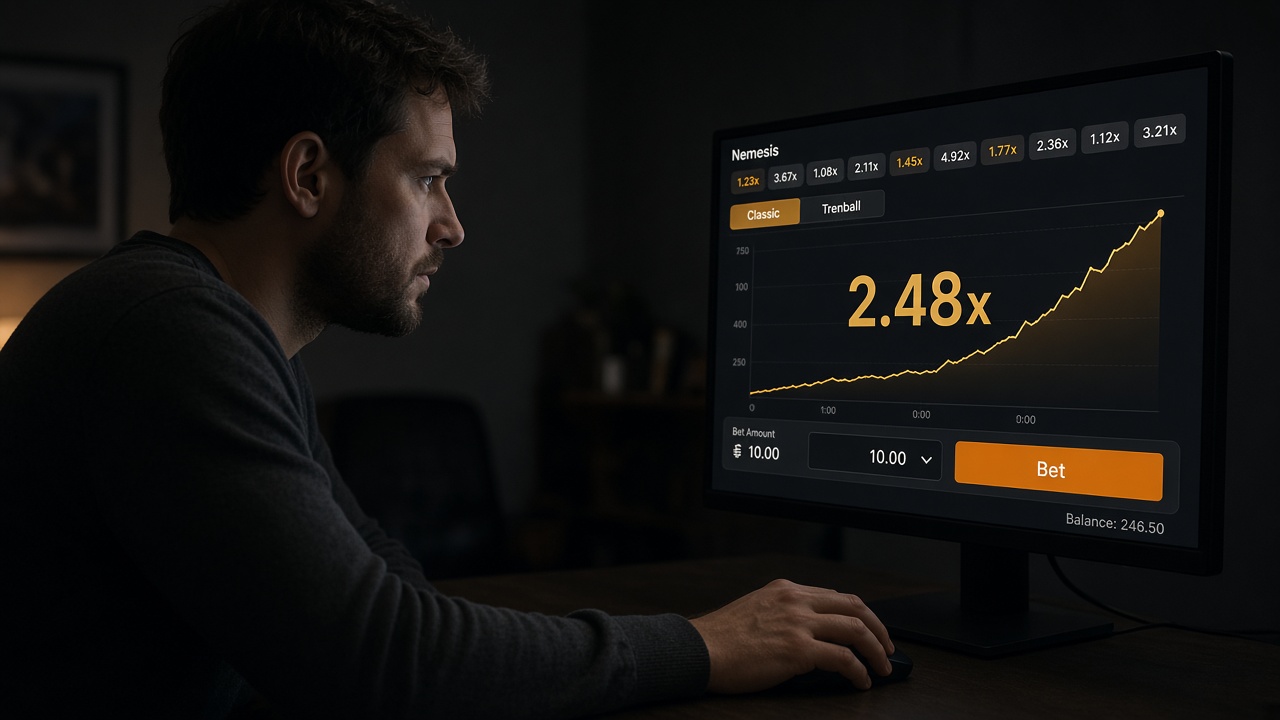 Nemesis
1.23x 3.67x 1.08x 2.11x 1.45x 4.92x 1.77x 2.36x 1.12x 3.21x
Classic Trenball
750
100
400
250
2.48x
0 1:00 0:00 0:00
Bet Amount
10.00 10.00 Bet
Balance: 246.50